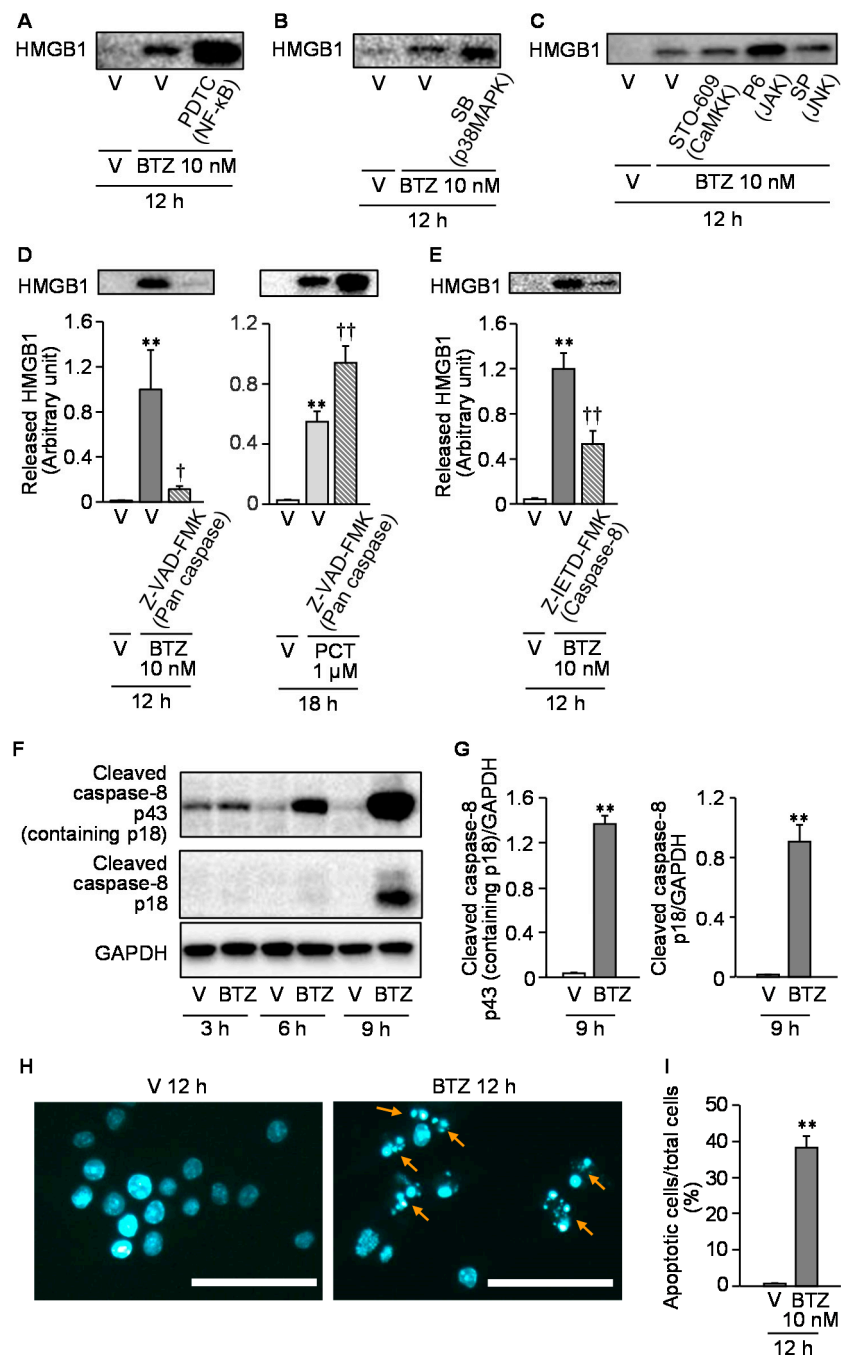 A
HMGB1
V
V
PDTC
(NF-κB)
V
BTZ 10 nM
12 h
B
HMGB1
V
V
SB
(p38MAPK)
V
BTZ 10 nM
12 h
C
HMGB1
V
V
STO-609
(CaMKK)
P6
(JAK)
SP
(JNK)
V
BTZ 10 nM
12 h
D
HMGB1
Released HMGB1
(Arbitrary unit)
1.6
1.2
0.8
0.4
0
**
†
V
V
Z-VAD-FMK
(Pan caspase)
V
BTZ
10 nM
12 h
1.2
0.8
0.4
0
**
††
V
V
Z-VAD-FMK
(Pan caspase)
V
PCT
1 µM
18 h
E
HMGB1
Released HMGB1
(Arbitrary unit)
1.6
1.2
0.8
0.4
0
**
††
V
V
Z-IETD-FMK
(Caspase-8)
V
BTZ
10 nM
12 h
F
Cleaved
caspase-8
p43
(containing p18)
Cleaved
caspase-8
p18
GAPDH
V BTZ V BTZ V BTZ
3 h 6 h 9 h
G
Cleaved caspase-8
p43 (containing p18)/GAPDH
1.6
1.2
0.8
0.4
0
**
V BTZ
9 h
Cleaved caspase-8
p18/GAPDH
1.2
0.8
0.4
0
**
V BTZ
9 h
H
V 12 h
BTZ 12 h
I
Apoptotic cells/total cells
(%)
50
40
30
20
10
0
**
V BTZ
10 nM
12 h